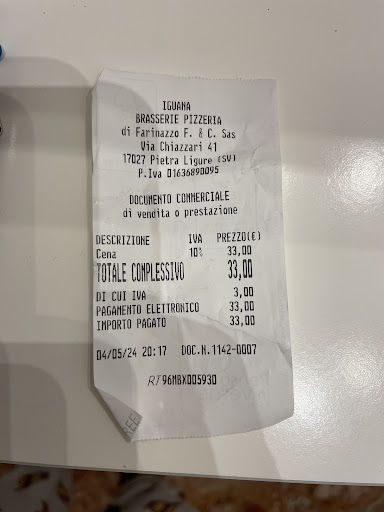 IGUANA
BRASSERIE PIZZERIA
di Farinazzo F. & C. Sas
Via Chiazzari 41
17027 Pietra Ligure (SV)
P.Iva 01636890095
DOCUMENTO COMMERCIALE
di vendita o prestazione
DESCRIZIONE IVA PREZZO(€)
Cena 10% 33,00
TOTALE COMPLESSIVO 33,00
DI CUI IVA 3,00
PAGAMENTO ELETTRONICO 33,00
IMPORTO PAGATO 33,00
04/05/24 20:17 DOC.N.1142-0007
RT 96MBX005930